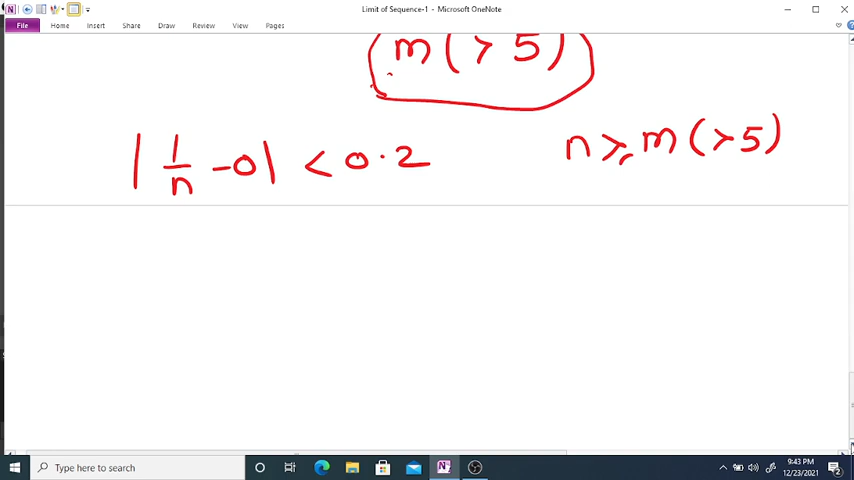 Limit of Sequence-1 - Microsoft OneNote
File Home Insert Share Draw Review View Pages
m (> 5)
| 1/n - 0 | < 0.2 n ≥ m (> 5)
Type here to search
9:43 PM
12/23/2021
2